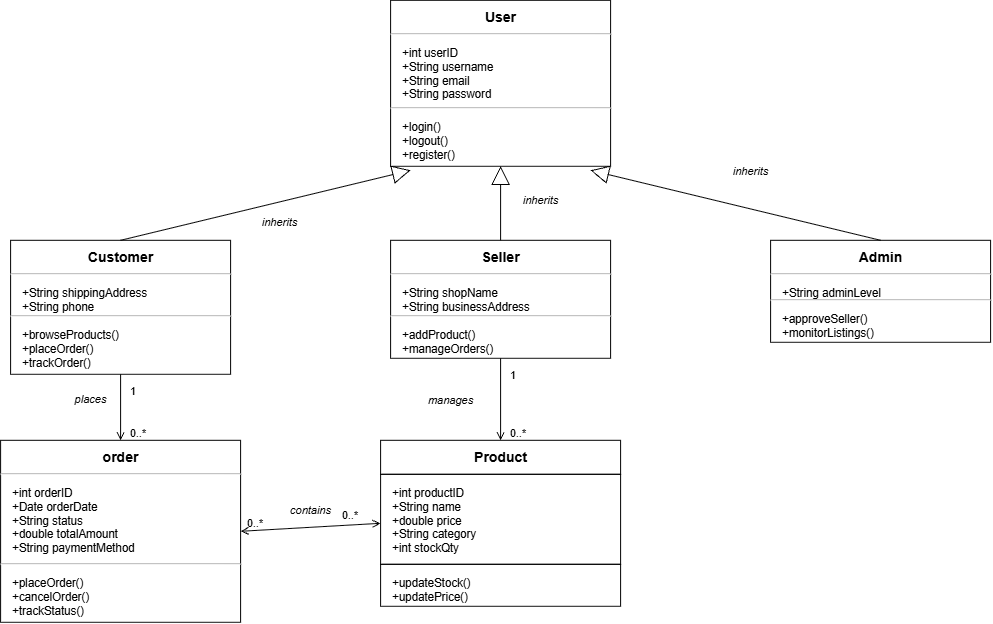 User
+int userID
+String username
+String email
+String password
+login()
+logout()
+register()
inherits
inherits
inherits
Customer
+String shippingAddress
+String phone
+browseProducts()
+placeOrder()
+trackOrder()
Seller
+String shopName
+String businessAddress
+addProduct()
+manageOrders()
Admin
+String adminLevel
+approveSeller()
+monitorListings()
places
1
0..*
manages
1
0..*
order
+int orderID
+Date orderDate
+String status
+double totalAmount
+String paymentMethod
+placeOrder()
+cancelOrder()
+trackStatus()
0..*
contains
0..*
Product
+int productID
+String name
+double price
+String category
+int stockQty
+updateStock()
+updatePrice()